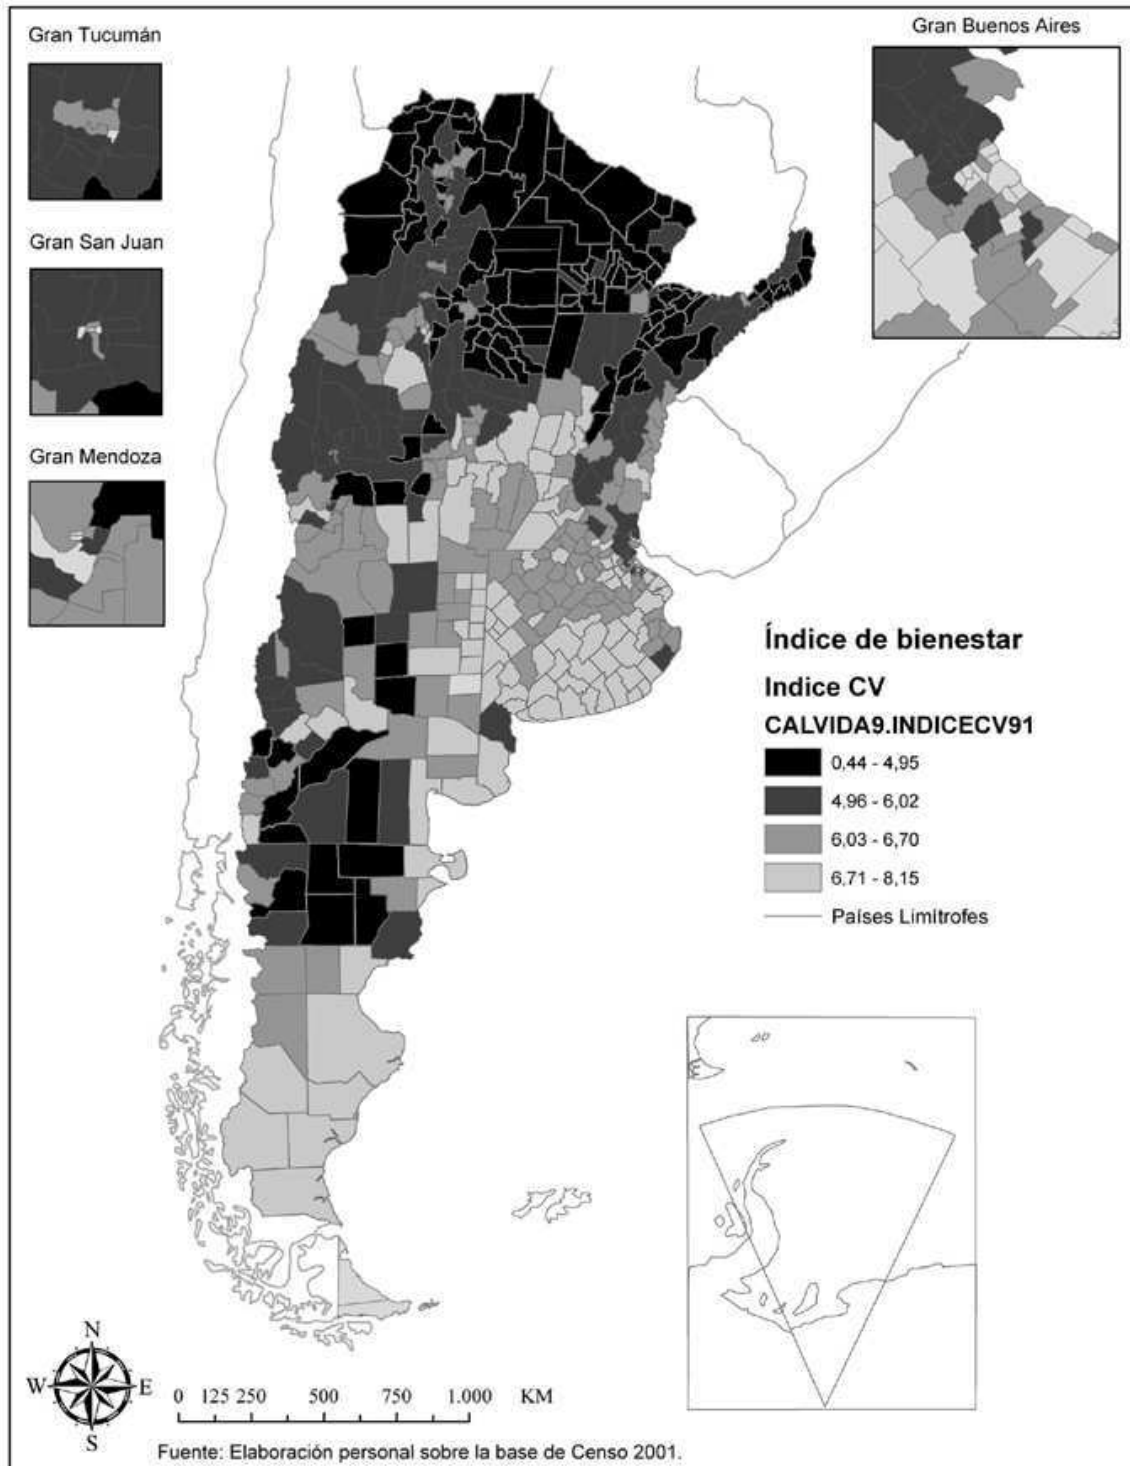 Gran Tucumán
Gran Buenos Aires
Gran San Juan
Gran Mendoza
Índice de bienestar
Indice CV
CALVIDA9.INDICECV91
0,44 - 4,95
4,96 - 6,02
6,03 - 6,70
6,71 - 8,15
Países Limítrofes
N
W E
S
0 125 250 500 750 1.000 KM
Fuente: Elaboración personal sobre la base de Censo 2001.